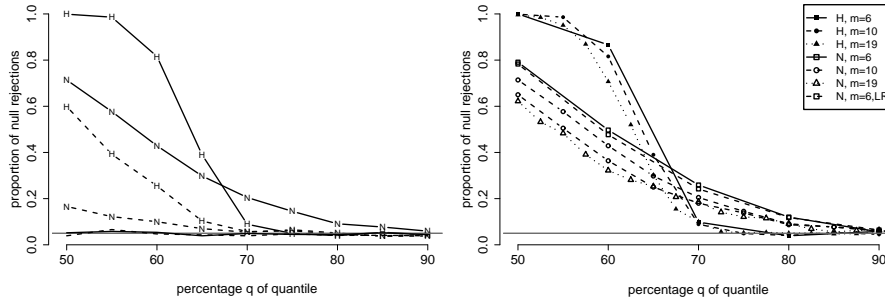 proportion of null rejections
1.0
0.8
0.6
0.4
0.2
0.0
H H H H H
N N N N N N N N N
H H H H
N N N N N N
50 60 70 80 90
percentage q of quantile
proportion of null rejections
1.0
0.8
0.6
0.4
0.2
0.0
50 60 70 80 90
percentage q of quantile
H, m=6
H, m=10
H, m=19
N, m=6
N, m=10
N, m=19
N, m=6,LR